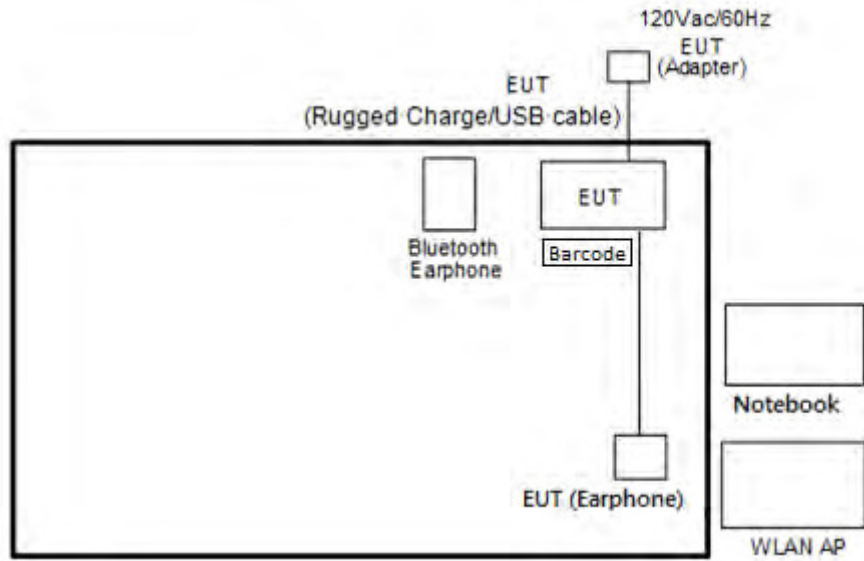 120Vac/60Hz
EUT
(Adapter)
EUT
(Rugged Charge/USB cable)
EUT
Bluetooth
Earphone
Barcode
Notebook
EUT (Earphone)
WLAN AP